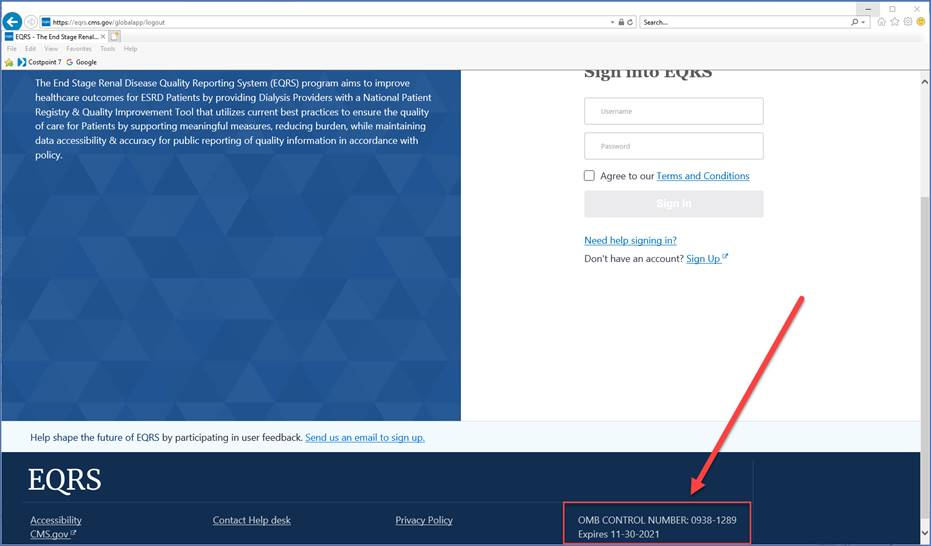 https://eqrs.cms.gov/globalapp/logout
Search...
EQRS - The End Stage Renal...
File Edit View Favorites Tools Help
Costpoint 7 Google
The End Stage Renal Disease Quality Reporting System (EQRS) program aims to improve
healthcare outcomes for ESRD Patients by providing Dialysis Providers with a National Patient
Registry & Quality Improvement Tool that utilizes current best practices to ensure the quality
of care for Patients by supporting meaningful measures, reducing burden, while maintaining
data accessibility & accuracy for public reporting of quality information in accordance with
policy.
Sign into EQRS
Username
Password
Agree to our Terms and Conditions
Sign In
Need help signing in?
Don't have an account? Sign Up
Help shape the future of EQRS by participating in user feedback. Send us an email to sign up.
EQRS
Accessibility
CMS.gov
Contact Help desk
Privacy Policy
OMB CONTROL NUMBER: 0938-1289
Expires 11-30-2021